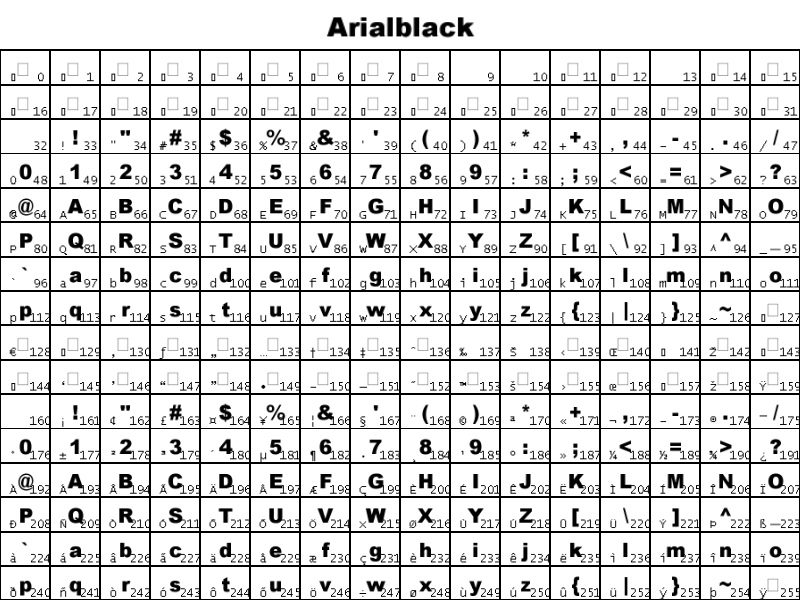 Arialblack
0 1 2 3 4 5 6 7 8 9 10 11 12 13 14 15
16 17 18 19 20 21 22 23 24 25 26 27 28 29 30 31
32 ! ! 33 " " 34 # # 35 $ $ 36 % % 37 & & 38 ' ' 39 ( ( 40 ) ) 41 * * 42 + + 43 , , 44 - - 45 . . 46 / / 47
0 0 48 1 1 49 2 2 50 3 3 51 4 4 52 5 5 53 6 6 54 7 7 55 8 8 56 9 9 57 : : 58 ; ; 59 < < 60 = = 61 > > 62 ? ? 63
@ @ 64 A A 65 B B 66 C C 67 D D 68 E E 69 F F 70 G G 71 H H 72 I I 73 J J 74 K K 75 L L 76 M M 77 N N 78 O O 79
P P 80 Q Q 81 R R 82 S S 83 T T 84 U U 85 V V 86 W W 87 X X 88 Y Y 89 Z Z 90 [ [ 91 \ \ 92 ] ] 93 ^ ^ 94 _ _ 95
` ` 96 a a 97 b b 98 c c 99 d d 100 e e 101 f f 102 g g 103 h h 104 i i 105 j j 106 k k 107 l l 108 m m 109 n n 110 o o 111
p p 112 q q 113 r r 114 s s 115 t t 116 u u 117 v v 118 w w 119 x x 120 y y 121 z z 122 { { 123 | | 124 } } 125 ~ ~ 126 127
€ 128 129 ‚ 130 ƒ 131 „ 132 … 133 † 134 ‡ 135 ˆ 136 ‰ 137 Š 138 ‹ 139 Œ 140 141 Ž 142 143
144 ‘ 145 ’ 146 “ 147 ” 148 • 149 – 150 — 151 ˜ 152 ™ 153 š 154 › 155 œ 156 157 ž 158 Ÿ 159
160 ¡ ! 161 ¢ " 162 £ # 163 ¤ $ 164 ¥ % 165 ¦ & 166 § ' 167 ¨ ( 168 © ) 169 ª * 170 « + 171 ¬ , 172 - - 173 ® . 174 ¯ / 175
° 0 176 ± 1 177 ² 2 178 ³ 3 179 ´ 4 180 µ 5 181 ¶ 6 182 · 7 183 ¸ 8 184 ¹ 9 185 º : 186 » ; 187 ¼ < 188 ½ = 189 ¾ > 190 ¿ ? 191
À @ 192 Á A 193 Â B 194 Ã C 195 Ä D 196 Å E 197 Æ F 198 Ç G 199 È H 200 É I 201 Ê J 202 Ë K 203 Ì L 204 Í M 205 Î N 206 Ï O 207
Ð P 208 Ñ Q 209 Ò R 210 Ó S 211 Ô T 212 Õ U 213 Ö V 214 × W 215 Ø X 216 Ù Y 217 Ú Z 218 Û [ 219 Ü \ 220 Ý ] 221 Þ ^ 222 ß _ 223
à ` 224 á a 225 â b 226 ã c 227 ä d 228 å e 229 æ f 230 ç g 231 è h 232 é i 233 ê j 234 ë k 235 ì l 236 í m 237 î n 238 ï o 239
ð p 240 ñ q 241 ò r 242 ó s 243 ô t 244 õ u 245 ö v 246 ÷ w 247 ø x 248 ù y 249 ú z 250 û { 251 ü | 252 ý } 253 þ ~ 254 ÿ 255